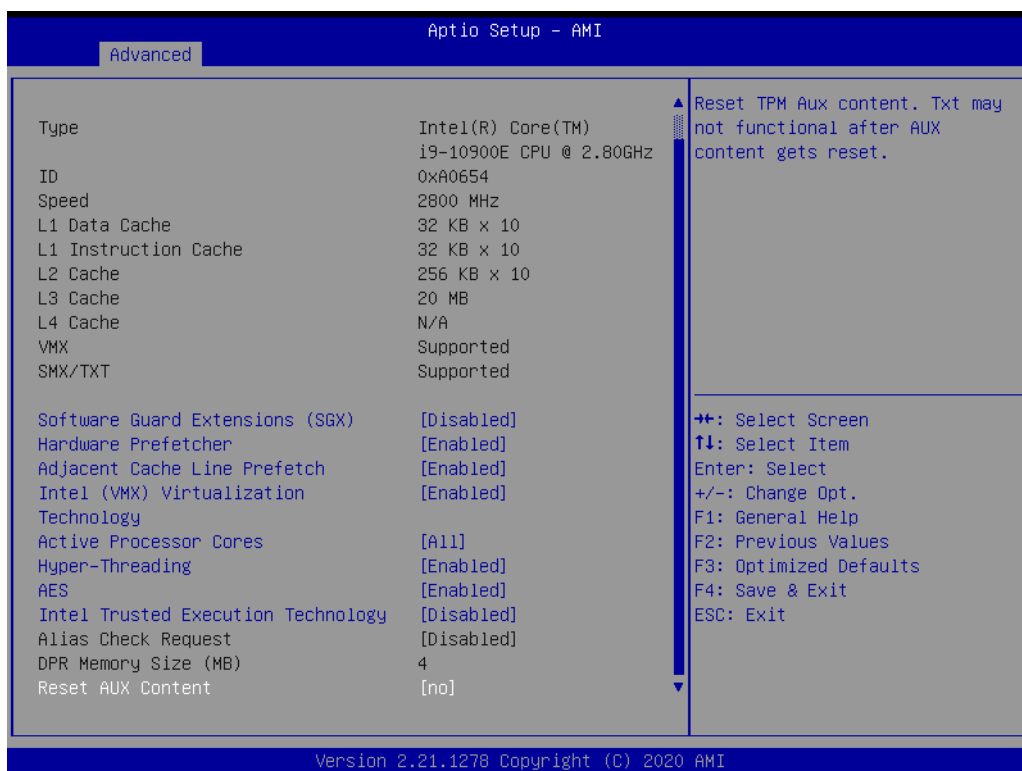 Aptio Setup – AMI
Advanced
Type Intel(R) Core(TM)
i9-10900E CPU @ 2.80GHz
ID 0xA0654
Speed 2800 MHz
L1 Data Cache 32 KB x 10
L1 Instruction Cache 32 KB x 10
L2 Cache 256 KB x 10
L3 Cache 20 MB
L4 Cache N/A
VMX Supported
SMX/TXT Supported
Software Guard Extensions (SGX) [Disabled]
Hardware Prefetcher [Enabled]
Adjacent Cache Line Prefetch [Enabled]
Intel (VMX) Virtualization [Enabled]
Technology
Active Processor Cores [All]
Hyper-Threading [Enabled]
AES [Enabled]
Intel Trusted Execution Technology [Disabled]
Alias Check Request [Disabled]
DPR Memory Size (MB) 4
Reset AUX Content [no]
Reset TPM Aux content. Txt may
not functional after AUX
content gets reset.
→←: Select Screen
↑↓: Select Item
Enter: Select
+/-: Change Opt.
F1: General Help
F2: Previous Values
F3: Optimized Defaults
F4: Save & Exit
ESC: Exit
Version 2.21.1278 Copyright (C) 2020 AMI